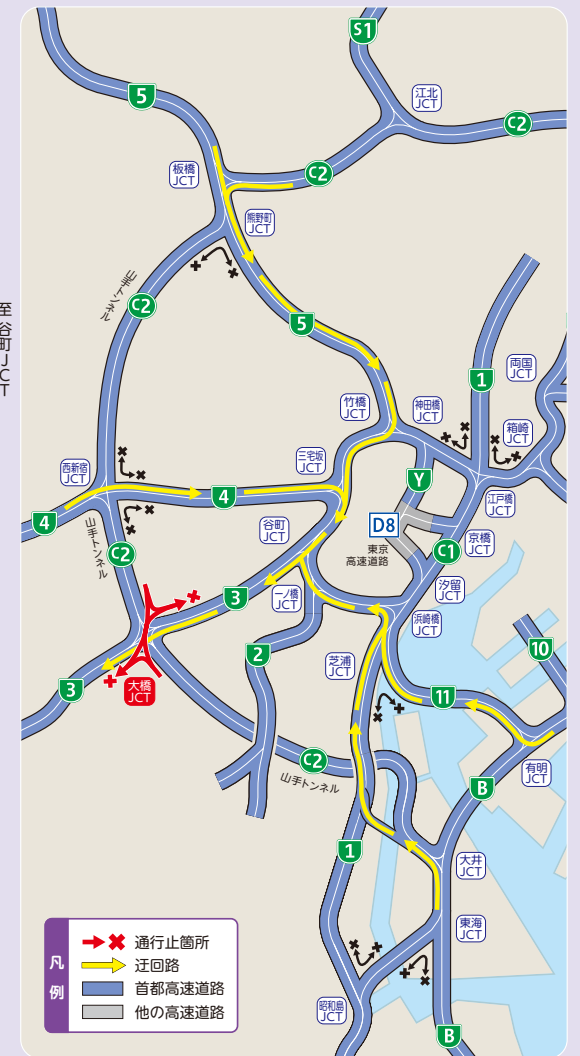 S1
5
江北
JCT
C2
板橋
JCT
C2
熊野町
JCT
山手トンネル
C2
至 谷町JCT
5
両国
JCT
1
竹橋
JCT
神田橋
JCT
箱崎
JCT
三宅坂
JCT
西新宿
JCT
Y
4
江戸橋
JCT
4
谷町
JCT
D8
京橋
JCT
C1
東京
高速道路
山手トンネル
C2
汐留
JCT
3
一ノ橋
JCT
浜崎橋
JCT
2
10
芝浦
JCT
3
大橋
JCT
11
C2
山手トンネル
有明
JCT
B
1
大井
JCT
東海
JCT
昭和島
JCT
B
凡例
通行止箇所
迂回路
首都高速道路
他の高速道路